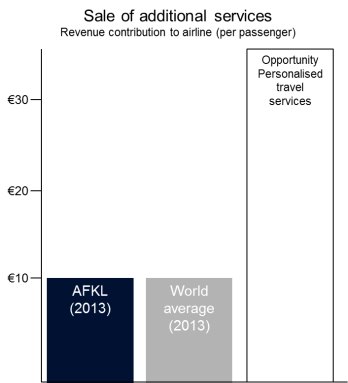 Sale of additional services
Revenue contribution to airline (per passenger)
Opportunity
Personalised
travel
services
€30
€20
€10
AFKL
(2013)
World
average
(2013)